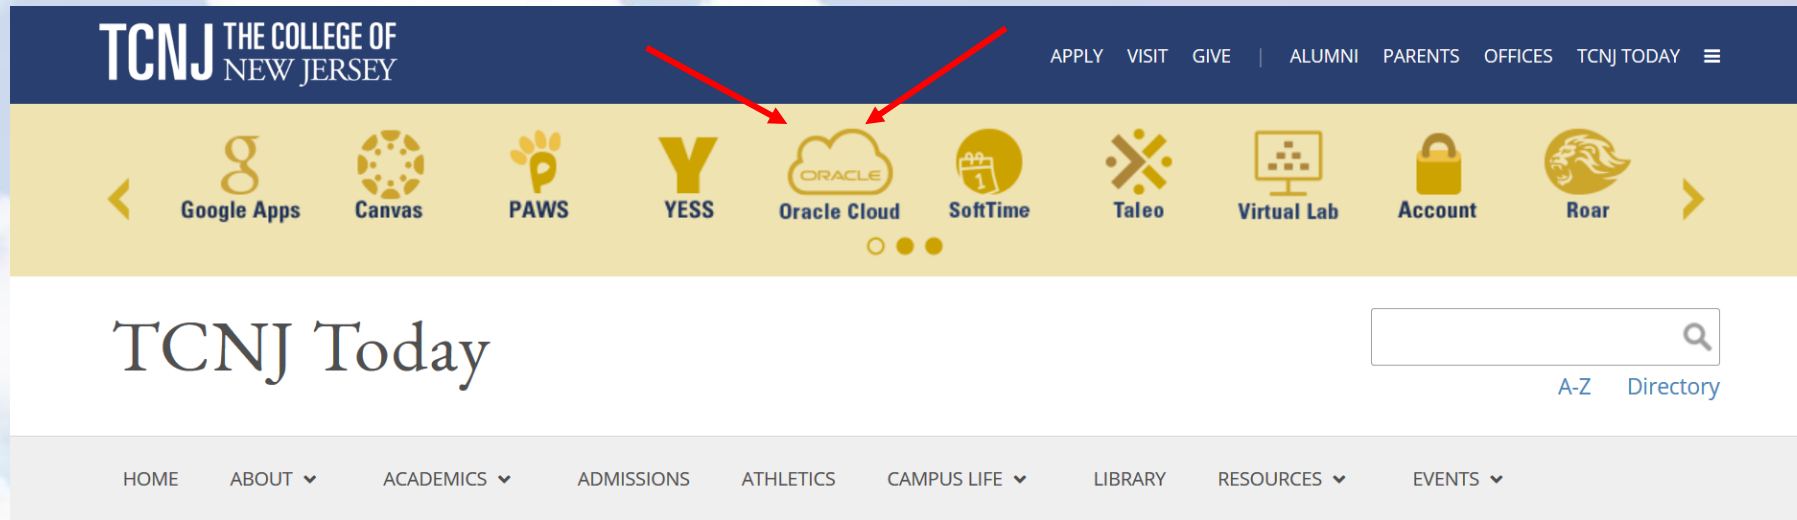 TCNJ THE COLLEGE OF
NEW JERSEY
APPLY VISIT GIVE | ALUMNI PARENTS OFFICES TCNJ TODAY
g
P
Y
ORACLE
1
Google Apps Canvas PAWS YESS Oracle Cloud SoftTime Taleo Virtual Lab Account Roar
TCNJ Today
A-Z Directory
HOME ABOUT ACADEMICS ADMISSIONS ATHLETICS CAMPUS LIFE LIBRARY RESOURCES EVENTS